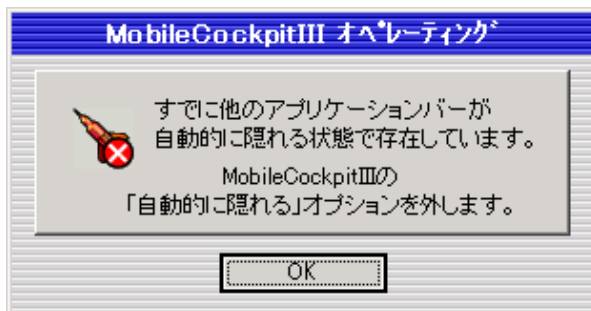 MobileCockpitIII ｵﾍﾟﾚｰﾃｨﾝｸﾞ
すでに他のアプリケーションバーが
自動的に隠れる状態で存在しています。
MobileCockpitⅢの
「自動的に隠れる」オプションを外します。
OK